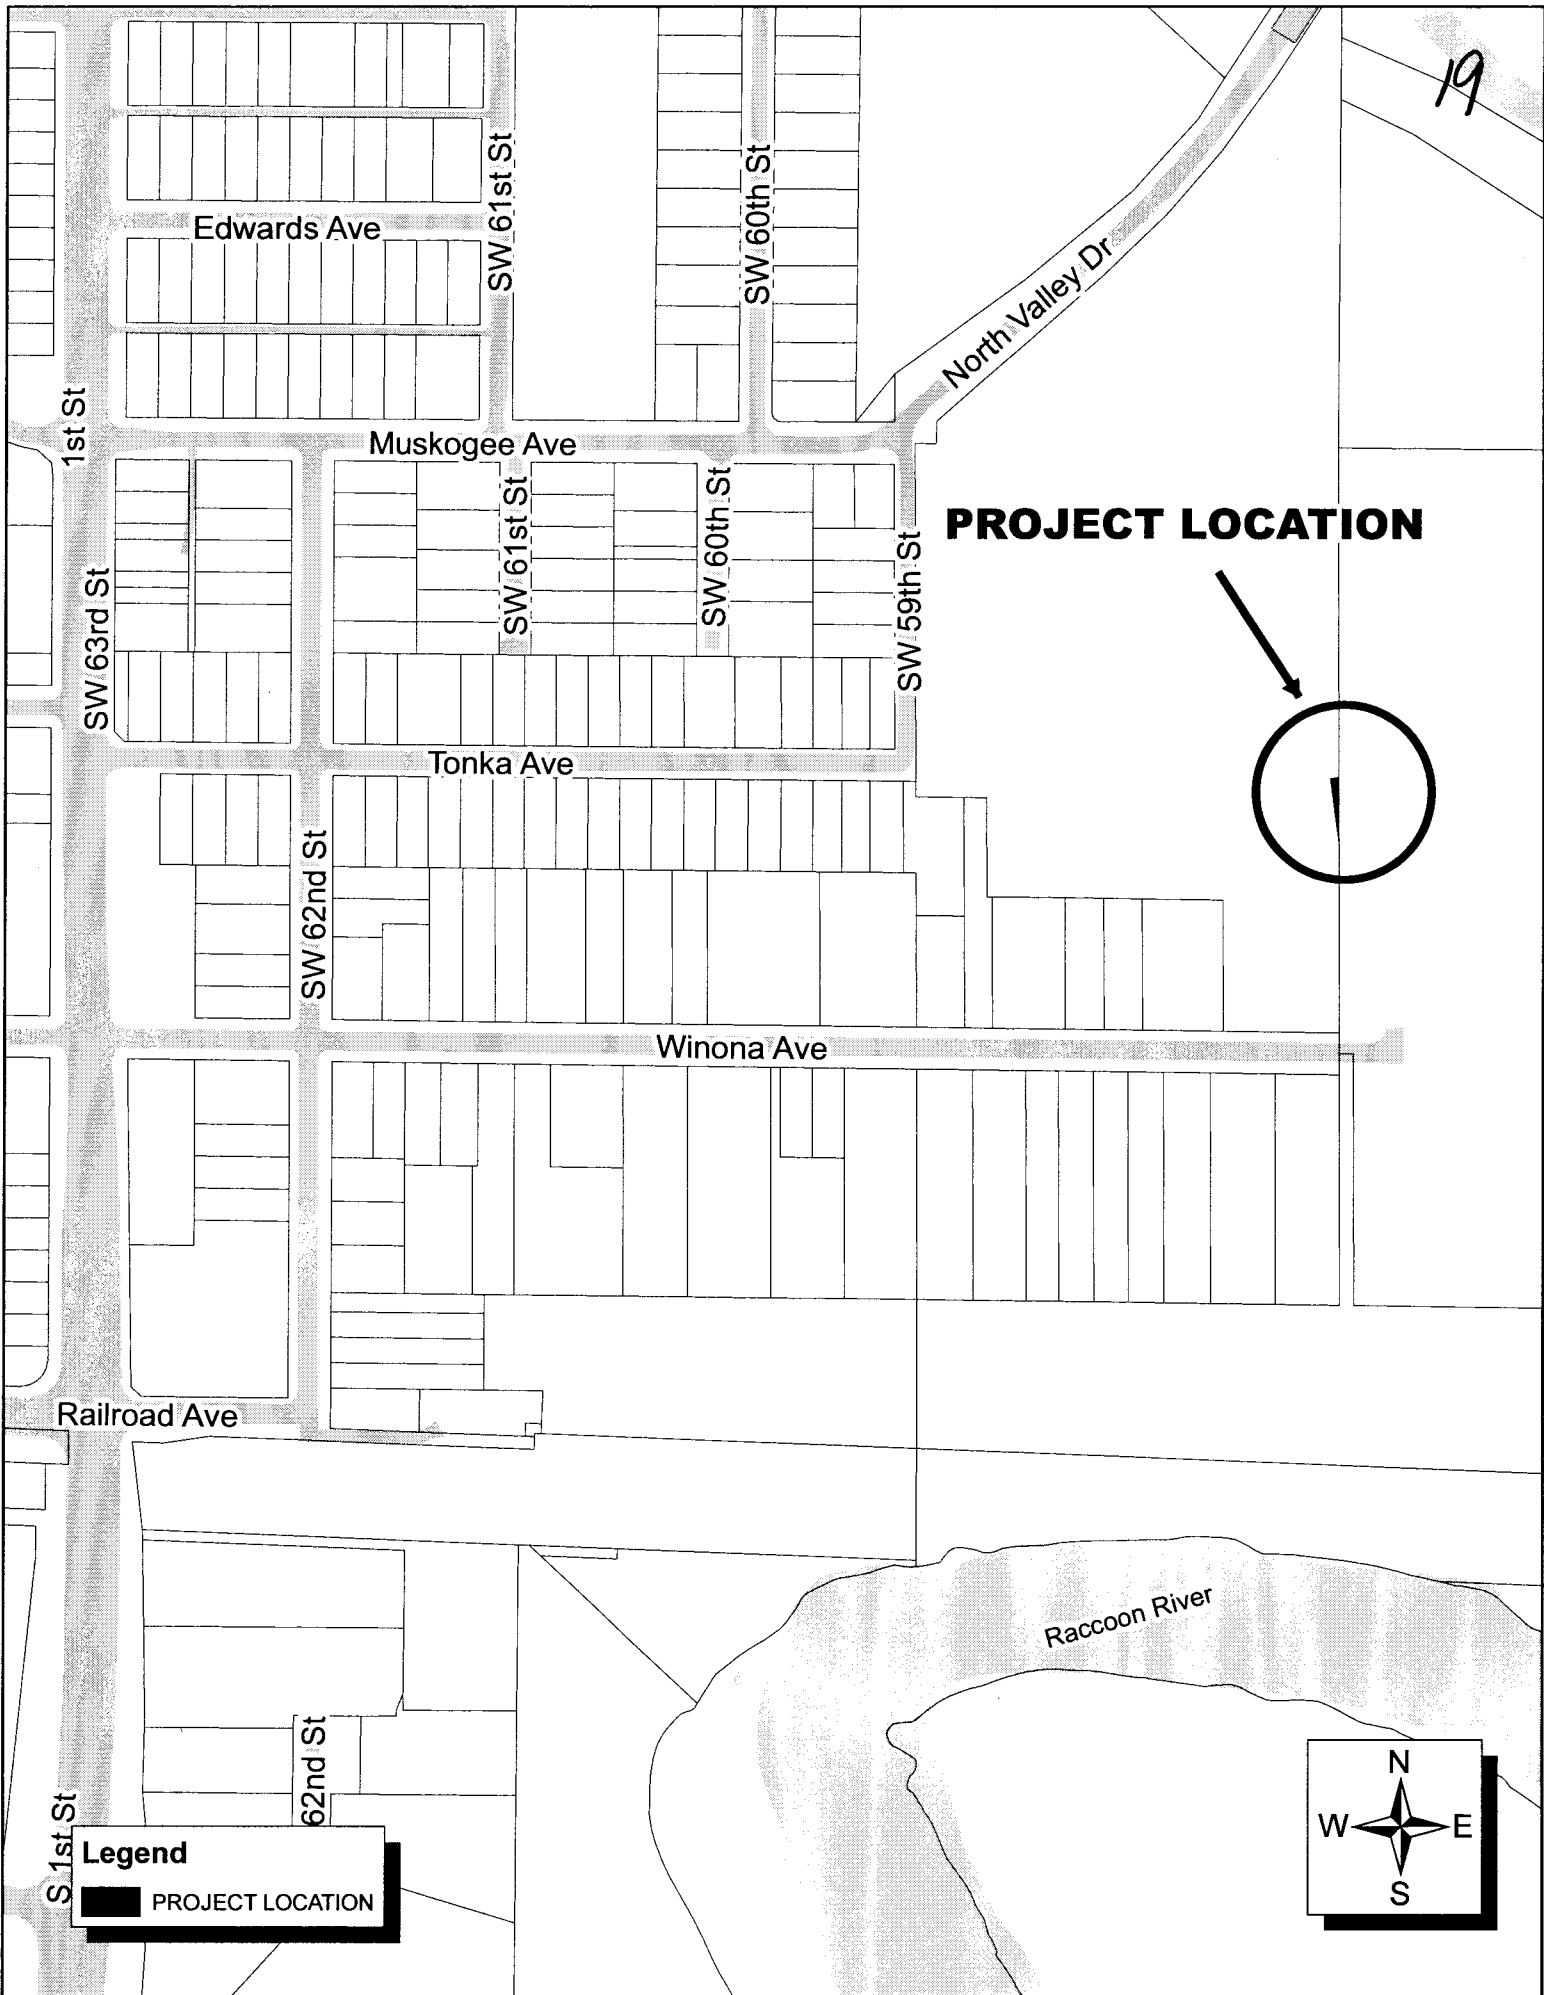 19
SW 61st St
SW 60th St
Edwards Ave
North Valley Dr
1st St
Muskogee Ave
SW 61st St
SW 60th St
PROJECT LOCATION
SW 59th St
SW 63rd St
Tonka Ave
SW 62nd St
Winona Ave
Railroad Ave
Raccoon River
62nd St
S 1st St
Legend
PROJECT LOCATION
N
W E
S